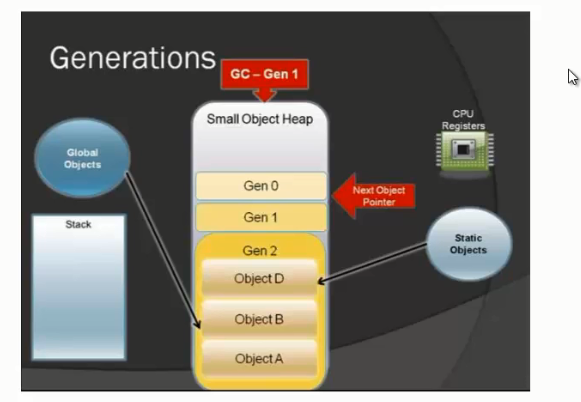 Generations
GC – Gen 1
Small Object Heap
CPU
Registers
Global
Objects
Gen 0
Next Object
Pointer
Gen 1
Stack
Static
Objects
Gen 2
Object D
Object B
Object A